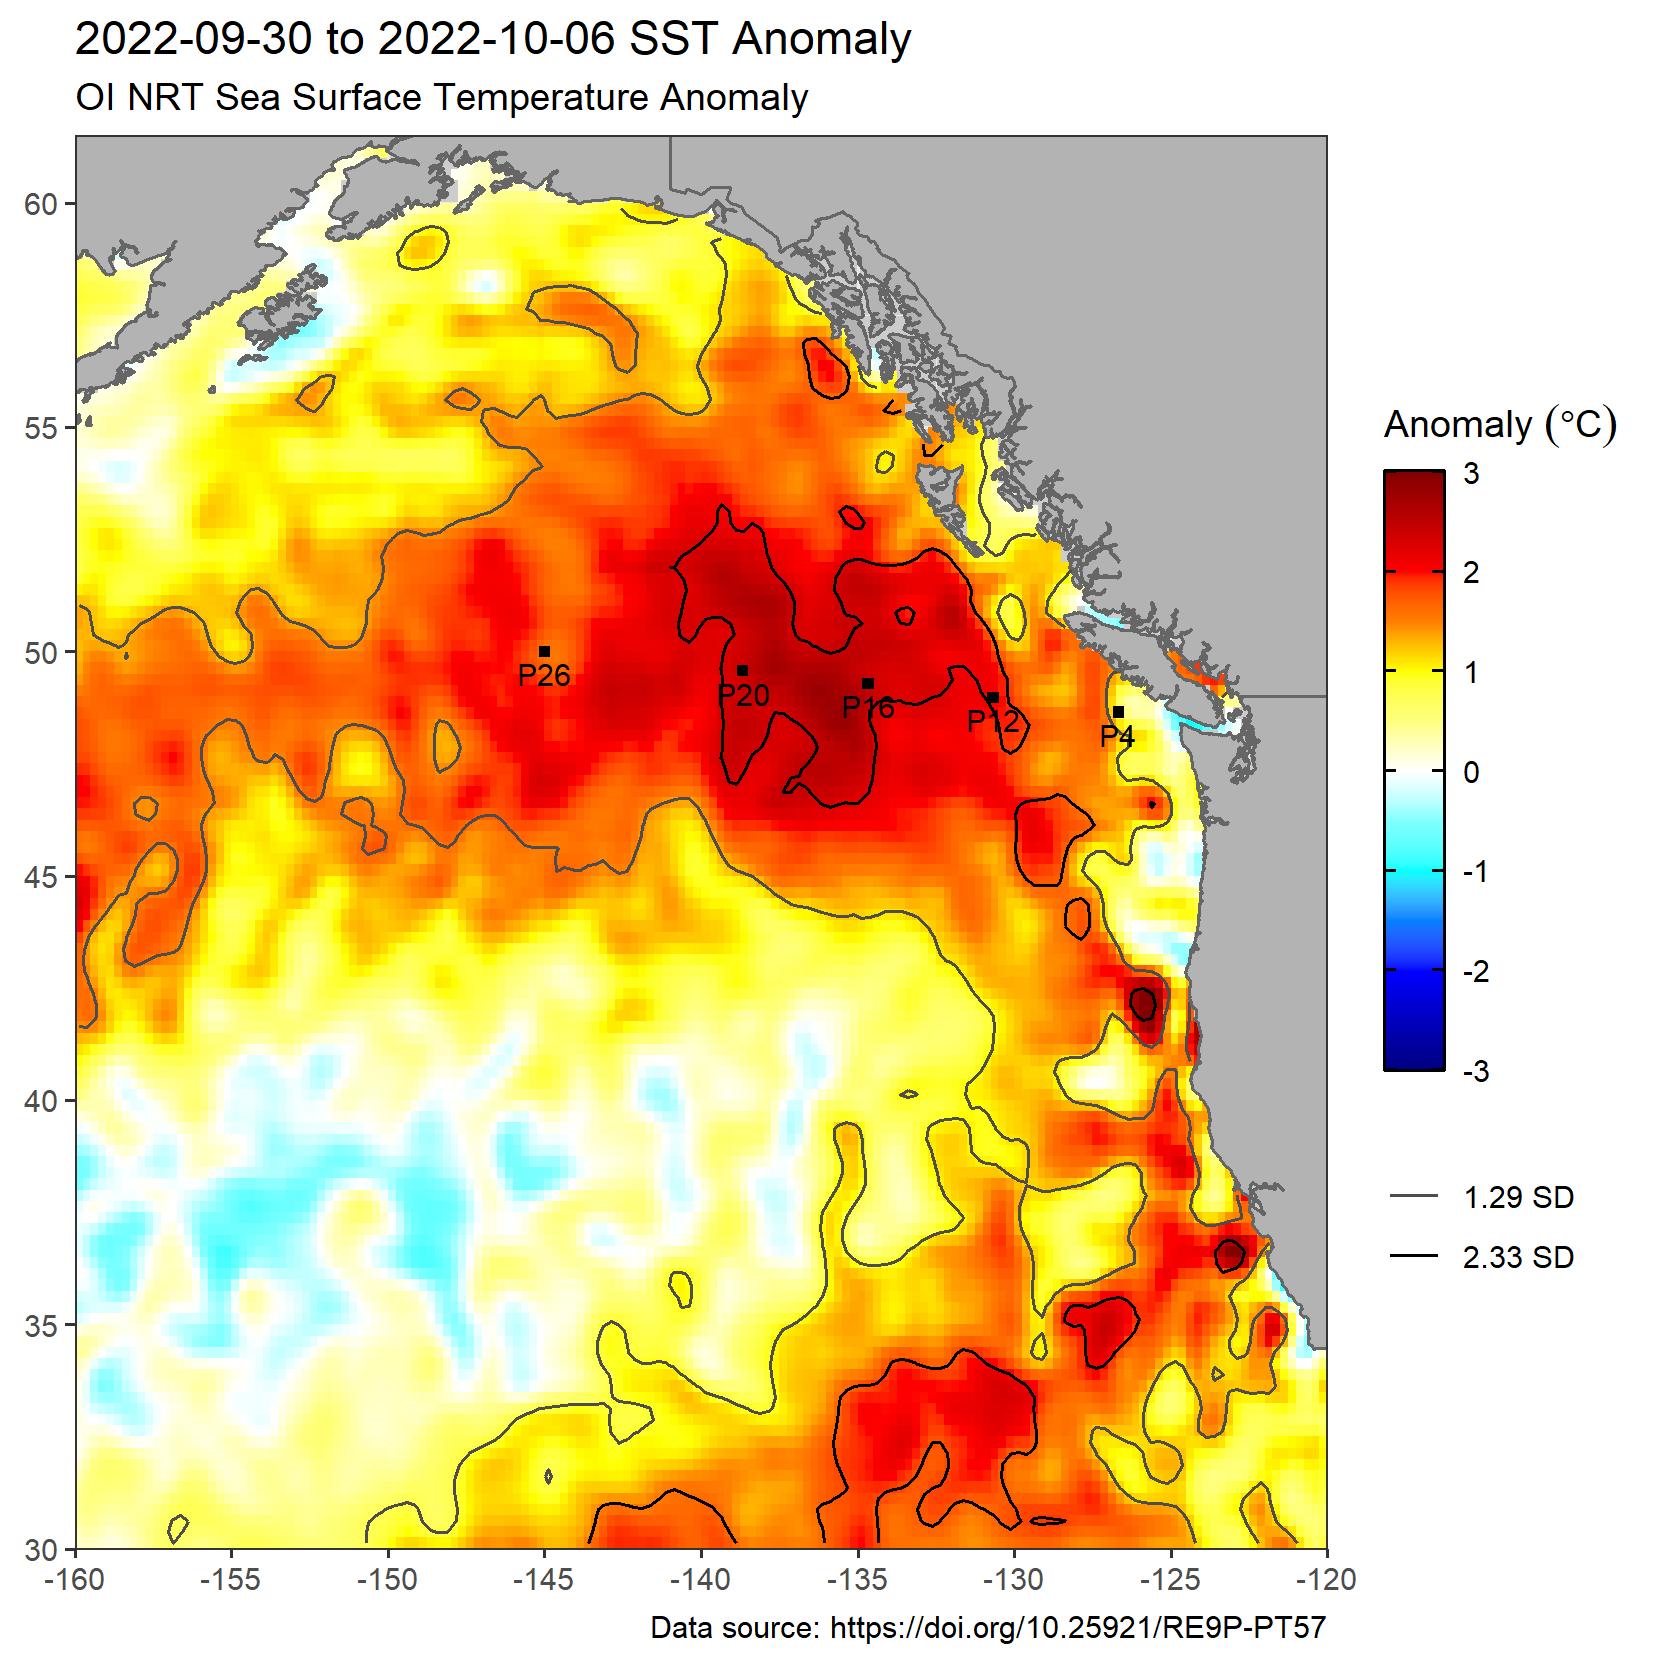 2022-09-30 to 2022-10-06 SST Anomaly
OI NRT Sea Surface Temperature Anomaly
60
55
50
45
40
35
30
-160
-155
-150
-145
-140
-135
-130
-125
-120
P26
P20
P16
P12
P4
Anomaly (°C)
3
2
1
0
-1
-2
-3
1.29 SD
2.33 SD
Data source: https://doi.org/10.25921/RE9P-PT57